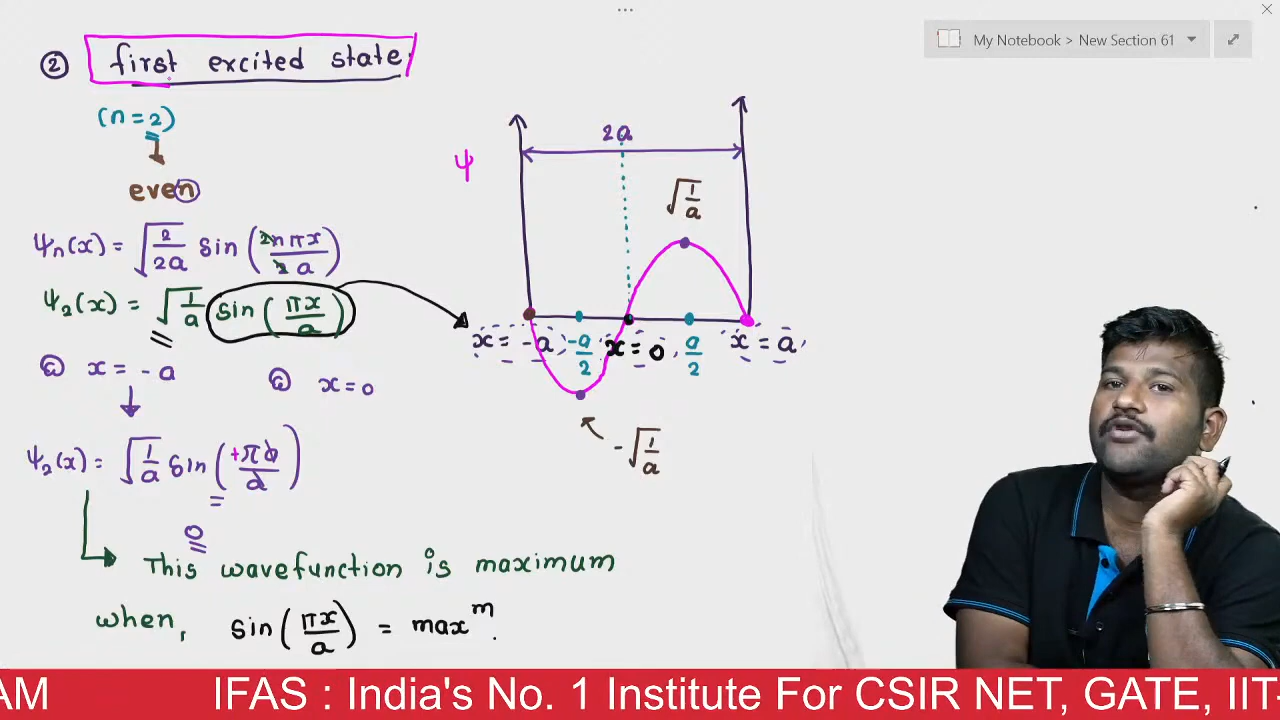 My Notebook > New Section 61
② first excited state
(n = 2)
even
ψn(x) = √(2/2a) sin (2nπx/2a)
ψ2(x) = √(1/a) sin (πx/a)
@ x = -a
@ x = 0
ψ2(x) = √(1/a) sin (+πa/a)
0
This wavefunction is maximum
when, sin (πx/a) = max^m.
ψ
2a
√(1/a)
x = -a
-a/2
x = 0
a/2
x = a
-√(1/a)
AM IFAS : India's No. 1 Institute For CSIR NET, GATE, IIT-